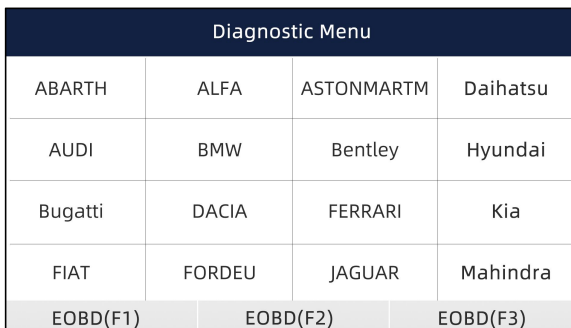 Diagnostic Menu
ABARTH ALFA ASTONMARTM Daihatsu
AUDI BMW Bentley Hyundai
Bugatti DACIA FERRARI Kia
FIAT FORDEU JAGUAR Mahindra
EOBD(F1) EOBD(F2) EOBD(F3)